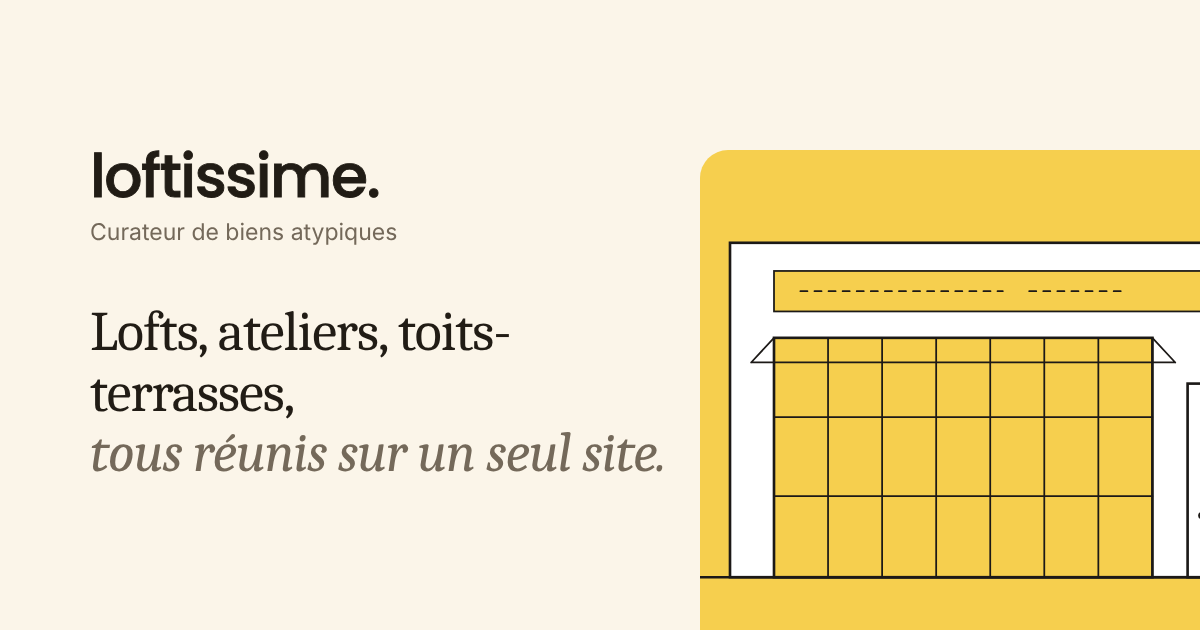 loftissime.
Curateur de biens atypiques
Lofts, ateliers, toits-
terrasses,
tous réunis sur un seul site.